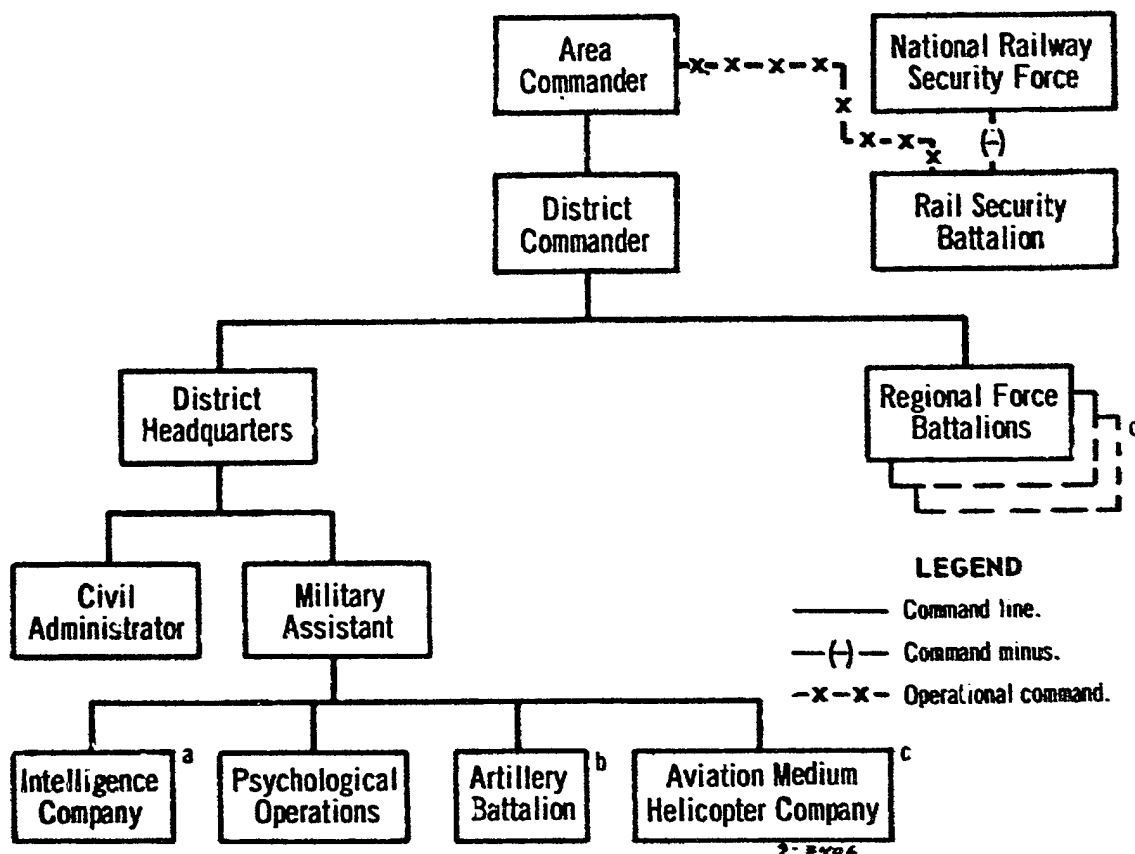 Area
Commander
National Railway
Security Force
(-)
District
Commander
Rail Security
Battalion
District
Headquarters
Regional Force
Battalions
d
Civil
Administrator
Military
Assistant
LEGEND
Command line.
(-) Command minus.
-x-x- Operational command.
Intelligence
Company
a
Psychological
Operations
Artillery
Battalion
b
Aviation Medium
Helicopter Company
c